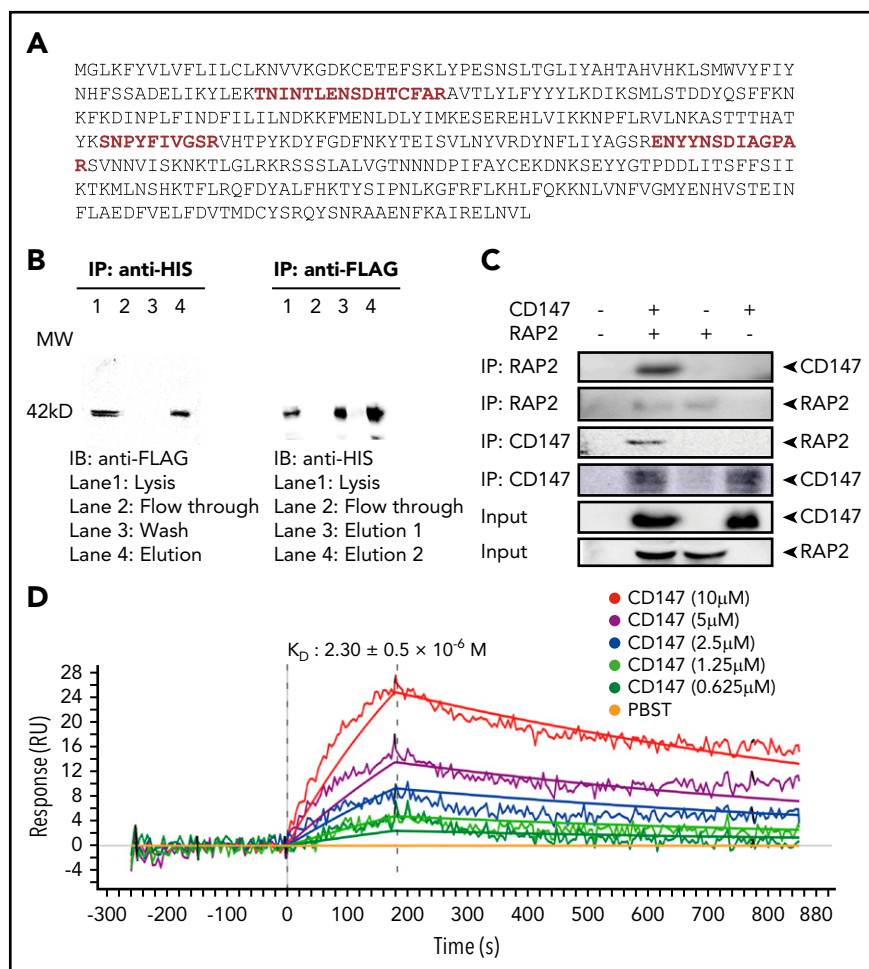 A
MGLKFYVLVFLILCLKNVVKGDKCETEFSKLYPESNSLTGLIYAHTAHVHKLSMWVYFIY
NHFSSADELIKYLEKTNINTLENSDHTCFARAVTLYLFYYYLKDIKSMLSTDDYQSFFKN
KFKDINPLFINDFILILNDKKFMENLDLYIMKESEREHLVIKKNPFLRVLNKASTTTHAT
YKSNPYFIVGSRVHTPYKDYFGDFNKYTEISVLNYVRDYNFLIYAGSRENYYNSDIAGPA
RSVNNVISKNKTLGLRKRSSSLALVGTNNDPIFAYCEKDNKSEYYGTPDDLITSFFSII
KTKMLNSHKTFLRQFDYALFHKTYSIPNLKGFRFLKHLFQKKNLVNFVGMYENHVSTEIN
FLAEDFVELFDVTMDCYSRQYSNRAAENFKAIRELNVL
B
IP: anti-HIS
1 2 3 4
MW
42kD
IB: anti-FLAG
Lane1: Lysis
Lane 2: Flow through
Lane 3: Wash
Lane 4: Elution
IP: anti-FLAG
1 2 3 4
IB: anti-HIS
Lane1: Lysis
Lane 2: Flow through
Lane 3: Elution 1
Lane 4: Elution 2
C
CD147 - + - +
RAP2 - + + -
IP: RAP2 CD147
IP: RAP2 RAP2
IP: CD147 RAP2
IP: CD147 CD147
Input CD147
Input RAP2
D
CD147 (10μM)
CD147 (5μM)
CD147 (2.5μM)
CD147 (1.25μM)
CD147 (0.625μM)
PBST
K_D : 2.30 ± 0.5 × 10⁻⁶ M
Response (RU)
28
24
20
16
12
8
4
0
-4
-300 -200 -100 0 100 200 300 400 500 600 700 800 880
Time (s)